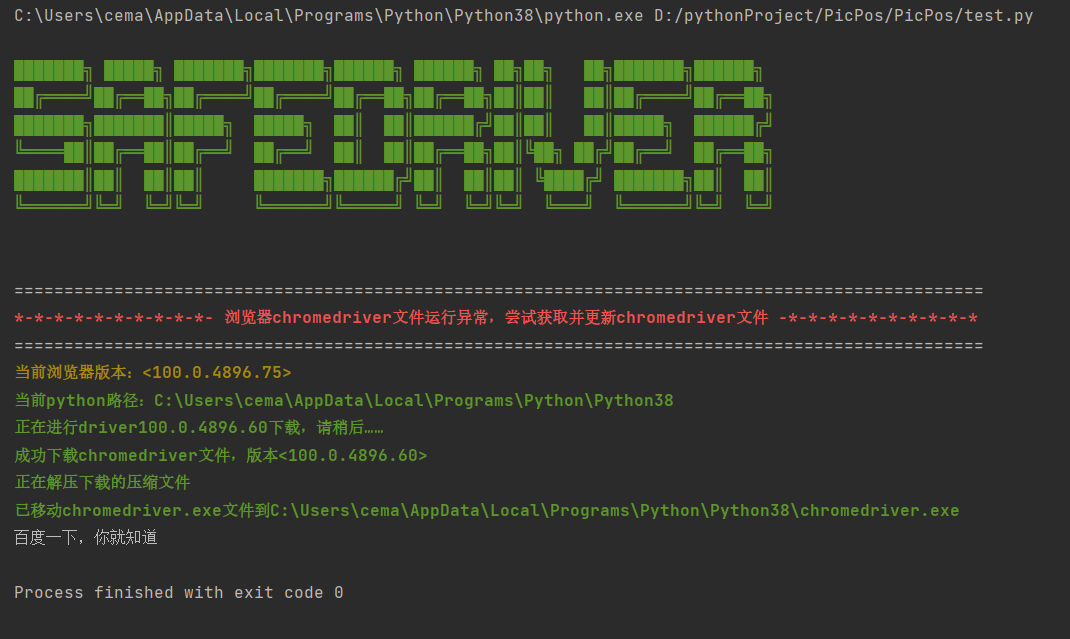 C:\Users\cema\AppData\Local\Programs\Python\Python38\python.exe D:/pythonProject/PicPos/PicPos/test.py
SAFEDRIVER
=================================================================================================
*-*-*-*-*-*-*-*-*-*- 浏览器chromedriver文件运行异常，尝试获取并更新chromedriver文件 -*-*-*-*-*-*-*-*-*-*
=================================================================================================
当前浏览器版本：<100.0.4896.75>
当前python路径：C:\Users\cema\AppData\Local\Programs\Python\Python38
正在进行driver100.0.4896.60下载，请稍后……
成功下载chromedriver文件，版本<100.0.4896.60>
正在解压下载的压缩文件
已移动chromedriver.exe文件到C:\Users\cema\AppData\Local\Programs\Python\Python38\chromedriver.exe
百度一下，你就知道
Process finished with exit code 0